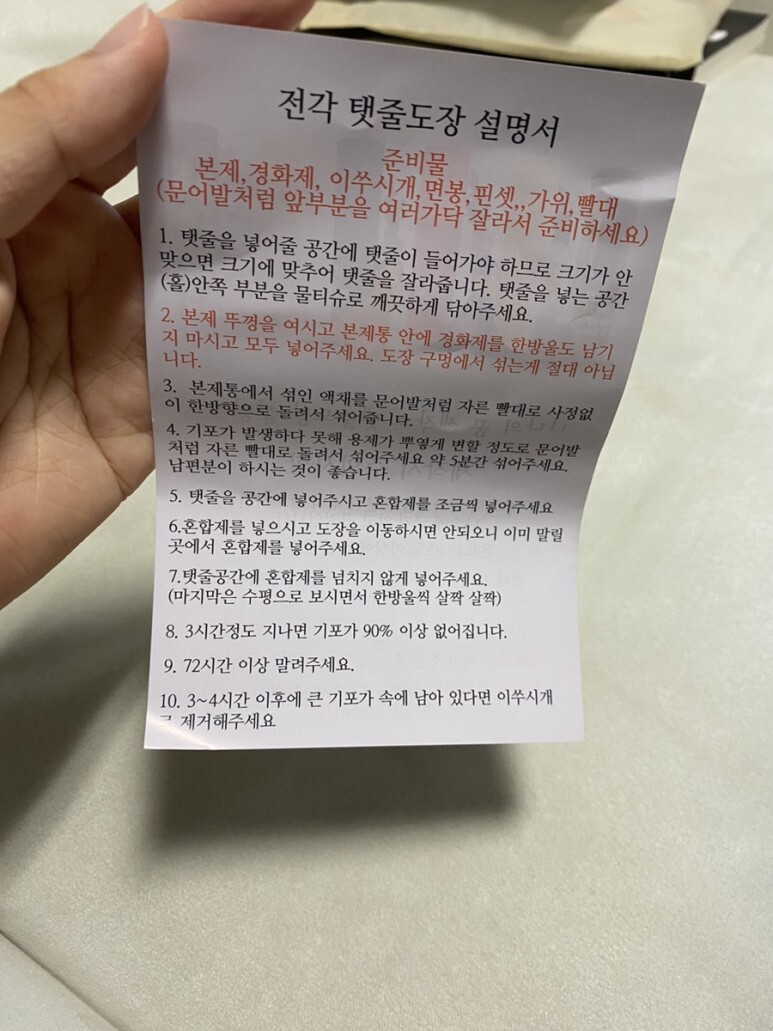 전각 탯줄도장 설명서
준비물
본제,경화제, 이쑤시개,면봉,핀셋,,가위,빨대
(문어발처럼 앞부분을 여러가닥 잘라서 준비하세요)
1. 탯줄을 넣어줄 공간에 탯줄이 들어가야 하므로 크기가 안
맞으면 크기에 맞추어 탯줄을 잘라줍니다. 탯줄을 넣는 공간
(홀)안쪽 부분을 물티슈로 깨끗하게 닦아주세요.
2. 본제 뚜껑을 여시고 본제통 안에 경화제를 한방울도 남기
지 마시고 모두 넣어주세요. 도장 구멍에서 섞는게 절대 아닙
니다.
3. 본제통에서 섞인 액채를 문어발처럼 자른 빨대로 사정없
이 한방향으로 돌려서 섞어줍니다.
4. 기포가 발생하다 못해 용제가 뿌옇게 변할 정도로 문어발
처럼 자른 빨대로 돌려서 섞어주세요 약 5분간 섞어주세요.
남편분이 하시는 것이 좋습니다.
5. 탯줄을 공간에 넣어주시고 혼합제를 조금씩 넣어주세요
6.혼합제를 넣으시고 도장을 이동하시면 안되오니 이미 말릴
곳에서 혼합제를 넣어주세요.
7.탯줄공간에 혼합제를 넘치지 않게 넣어주세요.
(마지막은 수평으로 보시면서 한방울씩 살짝 살짝)
8. 3시간정도 지나면 기포가 90% 이상 없어집니다.
9. 72시간 이상 말려주세요.
10. 3~4시간 이후에 큰 기포가 속에 남아 있다면 이쑤시개
로 제거해주세요